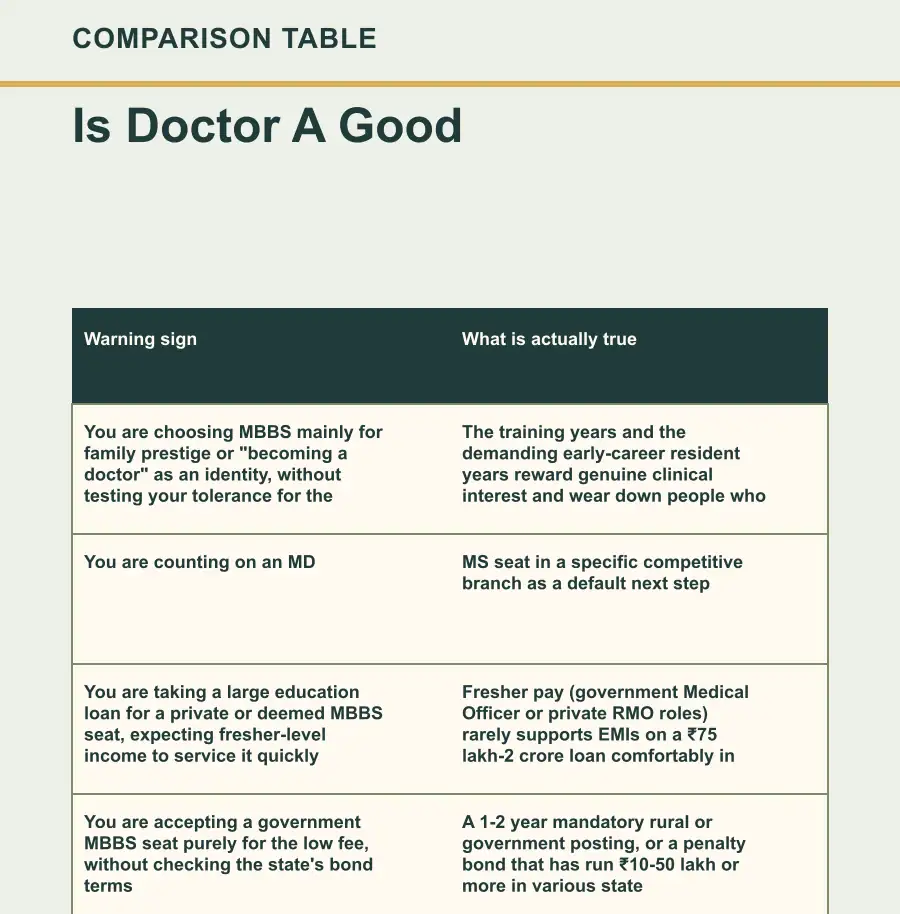 COMPARISON TABLE
Is Doctor A Good
Warning sign
What is actually true
You are choosing MBBS mainly for
family prestige or "becoming a
doctor" as an identity, without
testing your tolerance for the
The training years and the
demanding early-career resident
years reward genuine clinical
interest and wear down people who
You are counting on an MD
MS seat in a specific competitive
branch as a default next step
You are taking a large education
loan for a private or deemed MBBS
seat, expecting fresher-level
income to service it quickly
Fresher pay (government Medical
Officer or private RMO roles)
rarely supports EMIs on a ₹75
lakh-2 crore loan comfortably in
You are accepting a government
MBBS seat purely for the low fee,
without checking the state's bond
terms
A 1-2 year mandatory rural or
government posting, or a penalty
bond that has run ₹10-50 lakh or
more in various state